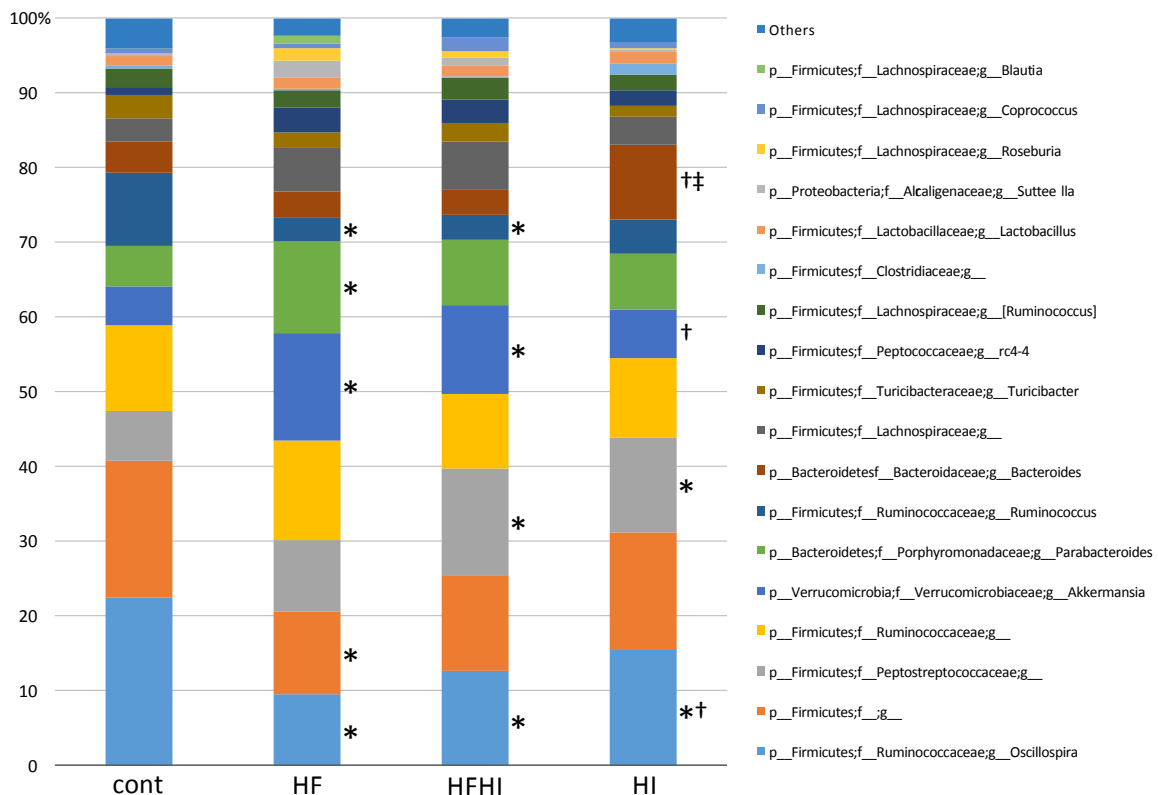 100%
90
80
70
60
50
40
30
20
10
0
*
*
*
*
*
*
*
*
*
†‡
†
*
*†
cont HF HFHI HI
Others
p__Firmicutes;f__Lachnospiraceae;g__Blautia
p__Firmicutes;f__Lachnospiraceae;g__Coprococcus
p__Firmicutes;f__Lachnospiraceae;g__Roseburia
p__Proteobacteria;f__Alcaligenaceae;g__Suttee lla
p__Firmicutes;f__Lactobacillaceae;g__Lactobacillus
p__Firmicutes;f__Clostridiaceae;g__
p__Firmicutes;f__Lachnospiraceae;g__[Ruminococcus]
p__Firmicutes;f__Peptococcaceae;g__rc4-4
p__Firmicutes;f__Turicibacteraceae;g__Turicibacter
p__Firmicutes;f__Lachnospiraceae;g__
p__Bacteroidetesf__Bacteroidaceae;g__Bacteroides
p__Firmicutes;f__Ruminococcaceae;g__Ruminococcus
p__Bacteroidetes;f__Porphyromonadaceae;g__Parabacteroides
p__Verrucomicrobia;f__Verrucomicrobiaceae;g__Akkermansia
p__Firmicutes;f__Ruminococcaceae;g__
p__Firmicutes;f__Peptostreptococcaceae;g__
p__Firmicutes;f__;g__
p__Firmicutes;f__Ruminococcaceae;g__Oscillospira